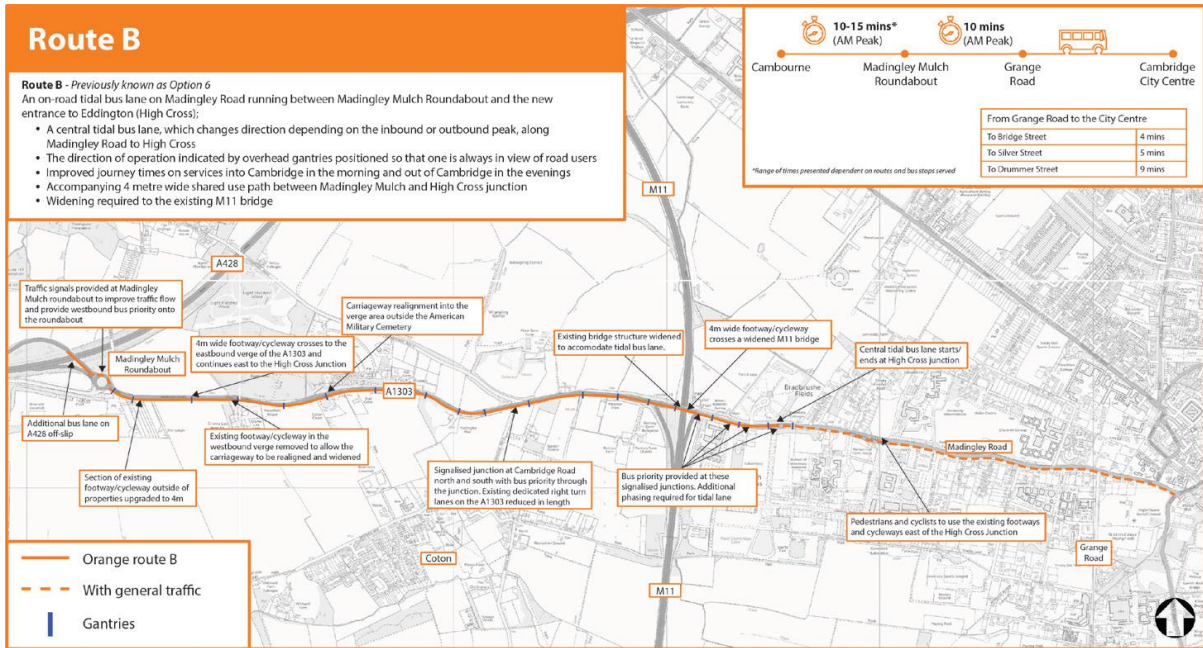 Route B
Route B - Previously known as Option 6
An on-road tidal bus lane on Madingley Road running between Madingley Mulch Roundabout and the new
entrance to Eddington (High Cross);
• A central tidal bus lane, which changes direction depending on the inbound or outbound peak, along
Madingley Road to High Cross
• The direction of operation indicated by overhead gantries positioned so that one is always in view of road users
• Improved journey times on services into Cambridge in the morning and out of Cambridge in the evenings
• Accompanying 4 metre wide shared use path between Madingley Mulch and High Cross junction
• Widening required to the existing M11 bridge
10-15 mins*
(AM Peak)
10 mins
(AM Peak)
Cambourne
Madingley Mulch
Roundabout
Grange
Road
Cambridge
City Centre
From Grange Road to the City Centre
To Bridge Street 4 mins
To Silver Street 5 mins
To Drummer Street 9 mins
*Range of times presented dependent on routes and bus stops served
M11
A428
Traffic signals provided at Madingley
Mulch roundabout to improve traffic flow
and provide westbound bus priority onto
the roundabout
Madingley Mulch
Roundabout
4m wide footway/cycleway crosses to the
eastbound verge of the A1303 and
continues east to the High Cross Junction
Carriageway realignment into the
verge area outside the American
Military Cemetery
A1303
Existing bridge structure widened
to accomodate tidal bus lane.
4m wide footway/cycleway
crosses a widened M11 bridge
Central tidal bus lane starts/
ends at High Cross junction
Additional bus lane on
A428 off-slip
Section of existing
footway/cycleway outside of
properties upgraded to 4m
Existing footway/cycleway in the
westbound verge removed to allow the
carriageway to be realigned and widened
Signalised junction at Cambridge Road
north and south with bus priority through
the junction. Existing dedicated right turn
lanes on the A1303 reduced in length
Bus priority provided at these
signalised junctions. Additional
phasing required for tidal lane
Madingley Road
Pedestrians and cyclists to use the existing footways
and cycleways east of the High Cross Junction
Coton
Grange
Road
M11
Orange route B
With general traffic
Gantries